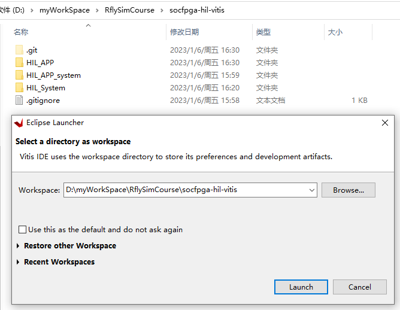 软件 (D:) > myWorkSpace > RflySimCourse > socfpga-hil-vitis
名称 修改日期 类型 大小
.git 2023/1/6/周五 16:30 文件夹
HIL_APP 2023/1/6/周五 16:30 文件夹
HIL_APP_system 2023/1/6/周五 15:59 文件夹
HIL_System 2023/1/6/周五 16:20 文件夹
.gitignore 2023/1/6/周五 15:58 文本文档 1 KB
Eclipse Launcher
Select a directory as workspace
Vitis IDE uses the workspace directory to store its preferences and development artifacts.
Workspace: D:\myWorkSpace\RflySimCourse\socfpga-hil-vitis Browse...
Use this as the default and do not ask again
Restore other Workspace
Recent Workspaces
Launch Cancel